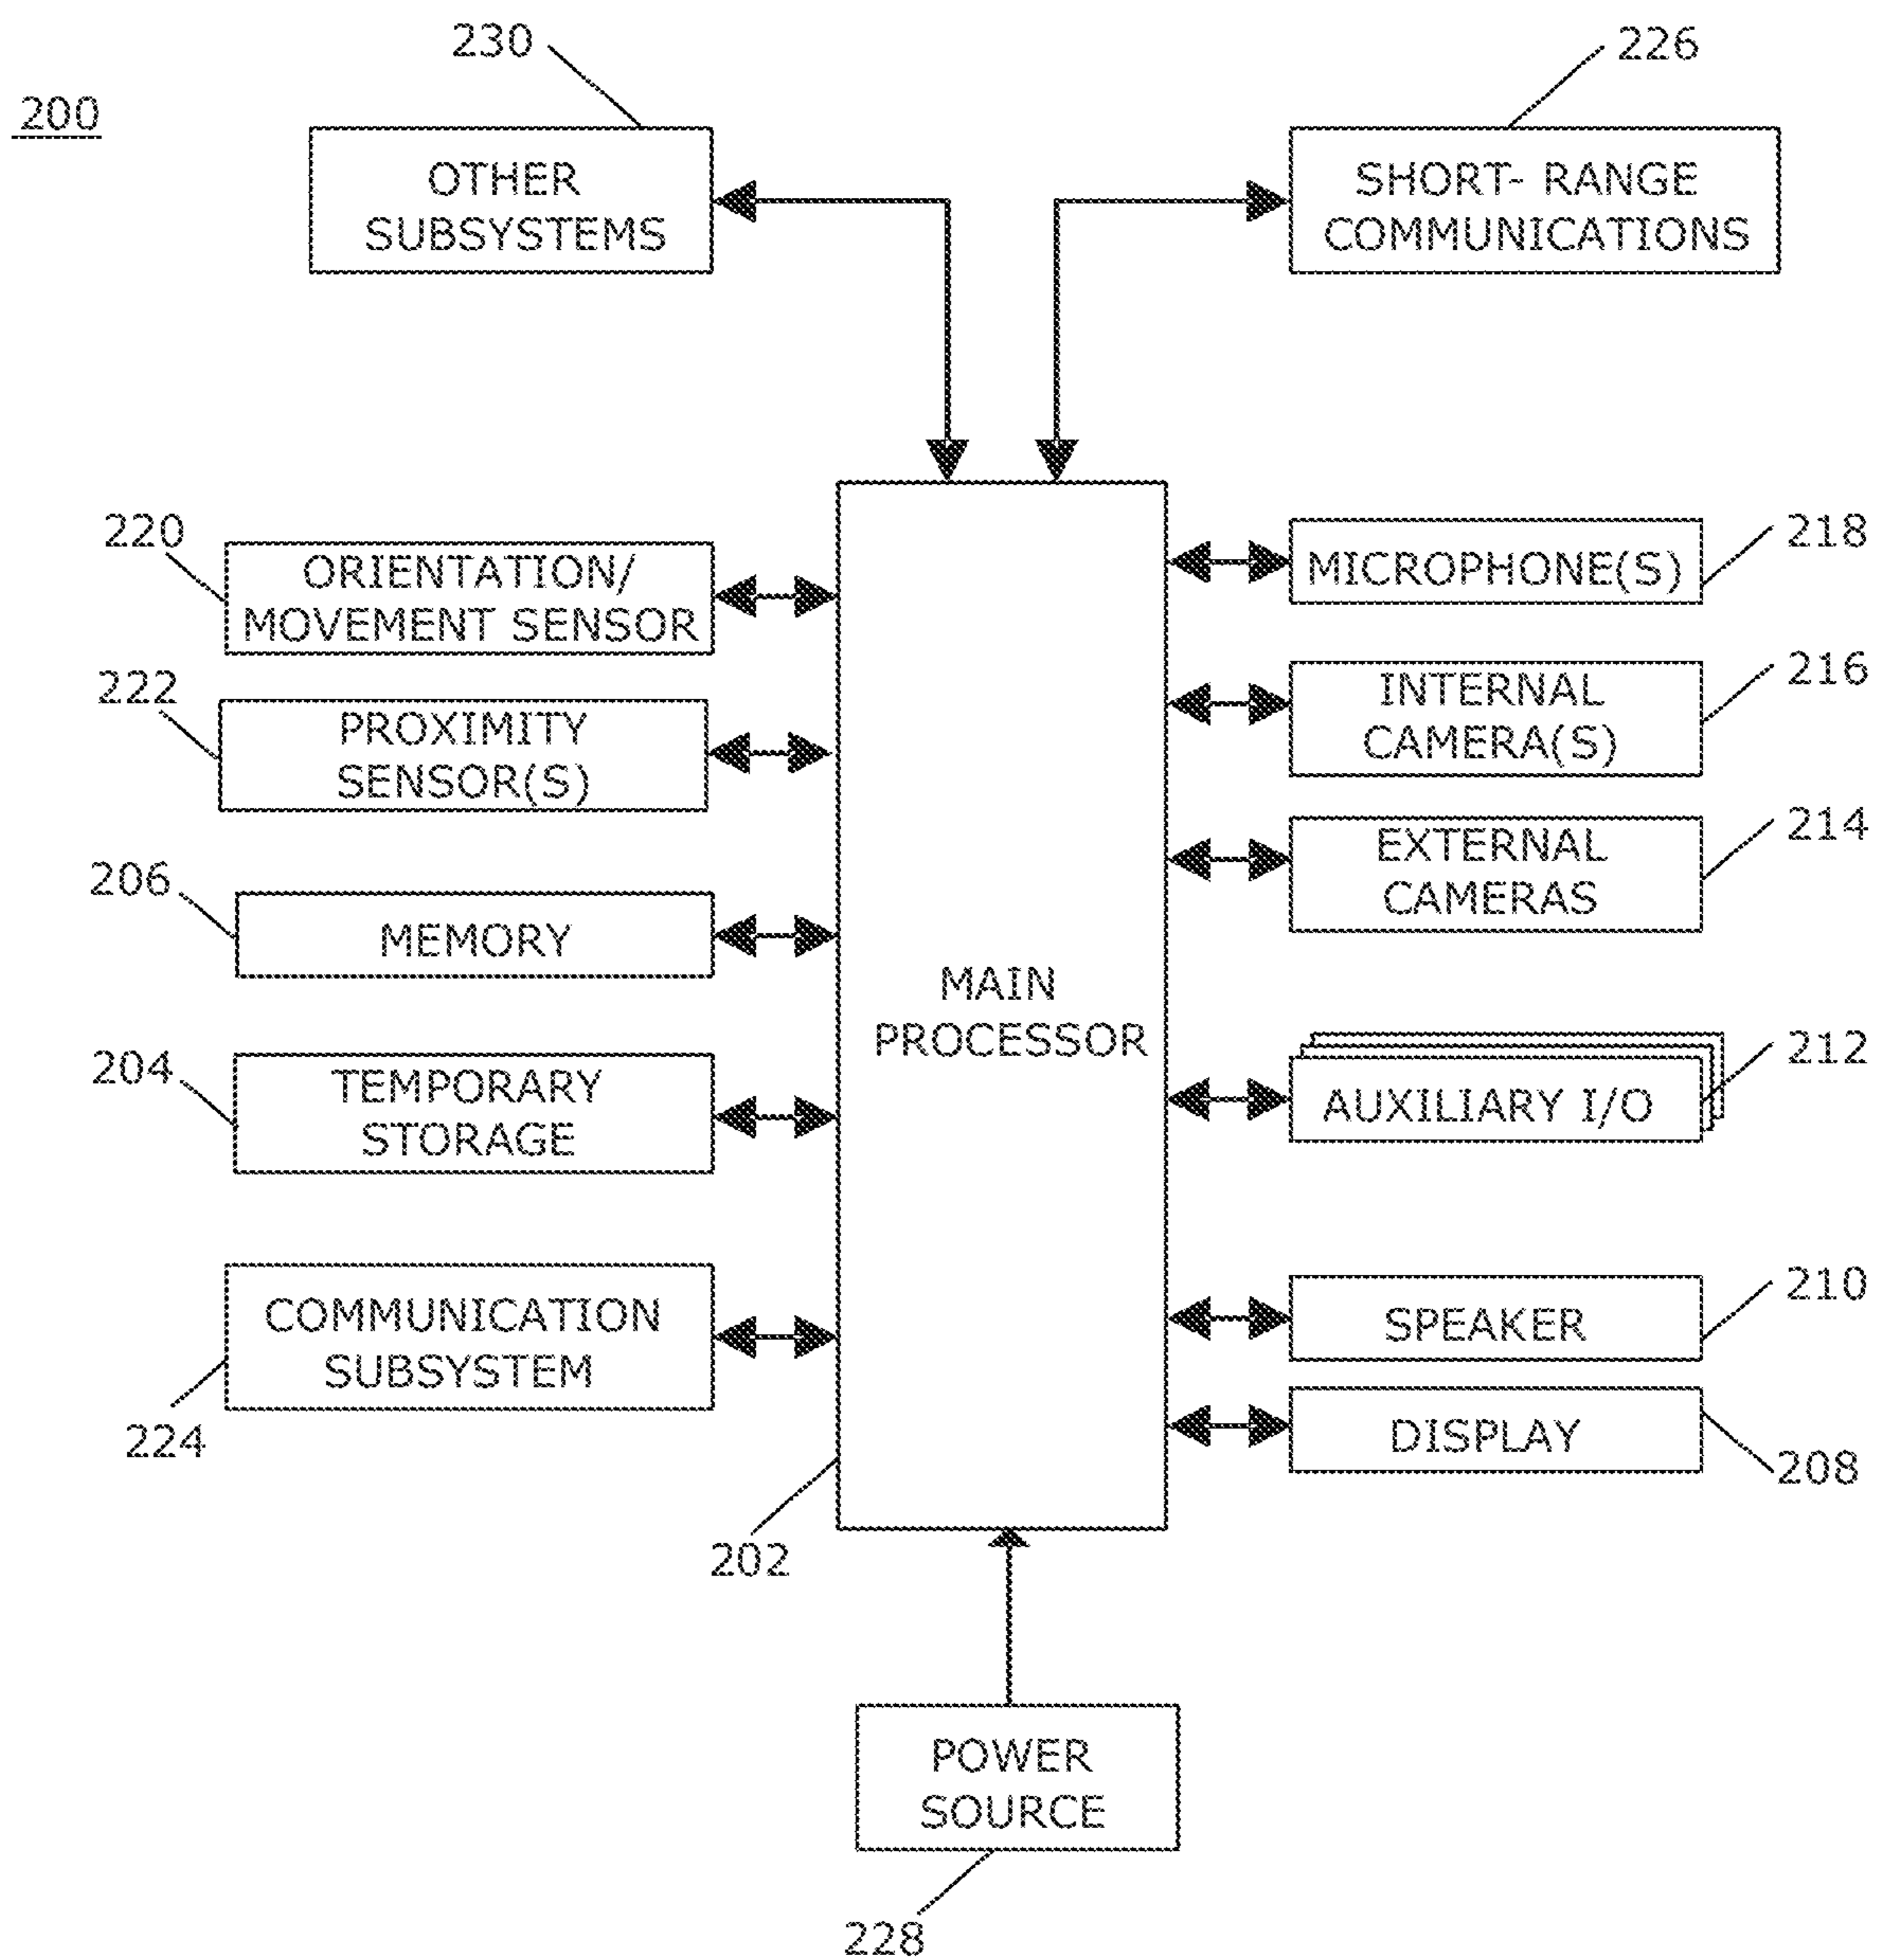 230
226
200
OTHER
SUBSYSTEMS
SHORT- RANGE
COMMUNICATIONS
220
ORIENTATION/
MOVEMENT SENSOR
218
MICROPHONE(S)
222
PROXIMITY
SENSOR(S)
216
INTERNAL
CAMERA(S)
214
EXTERNAL
CAMERAS
206
MEMORY
MAIN
PROCESSOR
204
TEMPORARY
STORAGE
212
AUXILIARY I/O
COMMUNICATION
SUBSYSTEM
224
210
SPEAKER
DISPLAY
208
202
POWER
SOURCE
228